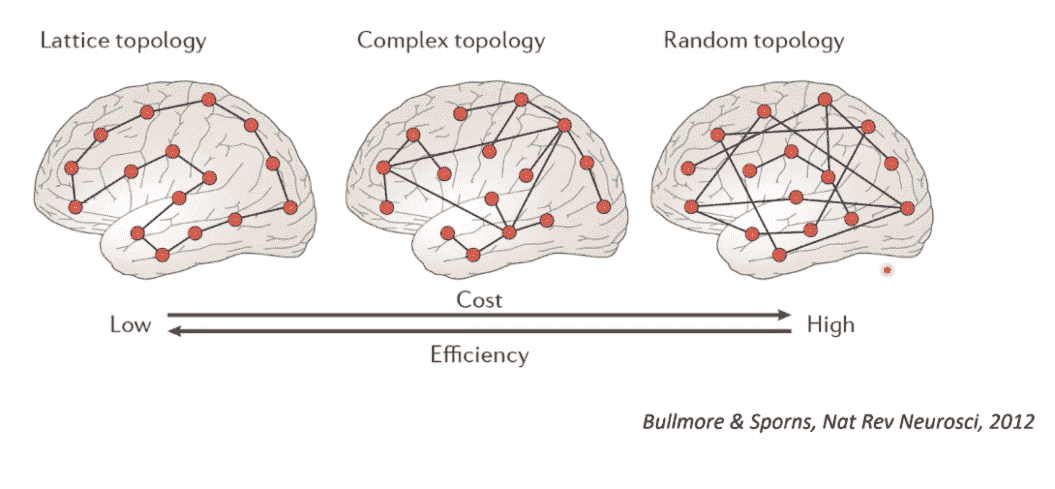 Lattice topology
Complex topology
Random topology
Cost
Low
High
Efficiency
Bullmore & Sporns, Nat Rev Neurosci, 2012